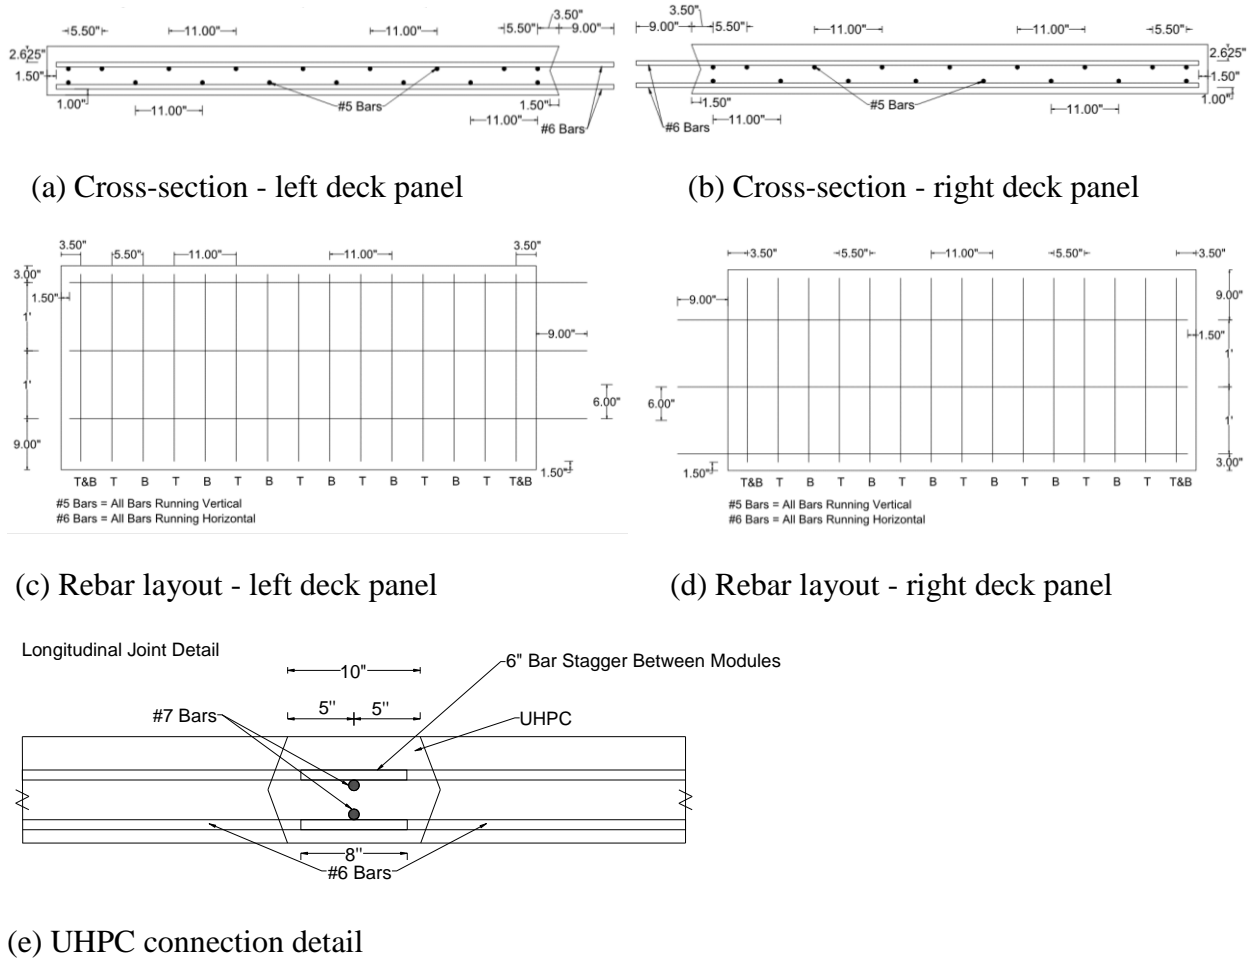 3.50"
5.50"
11.00"
11.00"
5.50"
9.00"
2.625"
1.50"
1.00"
11.00"
#5 Bars
1.50"
11.00"
#6 Bars
3.50"
9.00"
5.50"
11.00"
11.00"
5.50"
2.625"
1.50"
1.00"
1.50"
#5 Bars
11.00"
11.00"
#6 Bars
(a) Cross-section - left deck panel
(b) Cross-section - right deck panel
3.50"
5.50"
11.00"
11.00"
3.50"
3.00"
1.50"
1'
9.00"
1'
6.00"
9.00"
1.50"
T&B T B T B T B T B T B T B T T&B
#5 Bars = All Bars Running Vertical
#6 Bars = All Bars Running Horizontal
3.50"
5.50"
11.00"
5.50"
3.50"
9.00"
9.00"
1.50"
1'
6.00"
1'
1.50"
3.00"
T&B T B T B T B T B T B T B T T&B
#5 Bars = All Bars Running Vertical
#6 Bars = All Bars Running Horizontal
(c) Rebar layout - left deck panel
(d) Rebar layout - right deck panel
Longitudinal Joint Detail
10"
6" Bar Stagger Between Modules
5" 5"
#7 Bars
UHPC
8"
#6 Bars
(e) UHPC connection detail